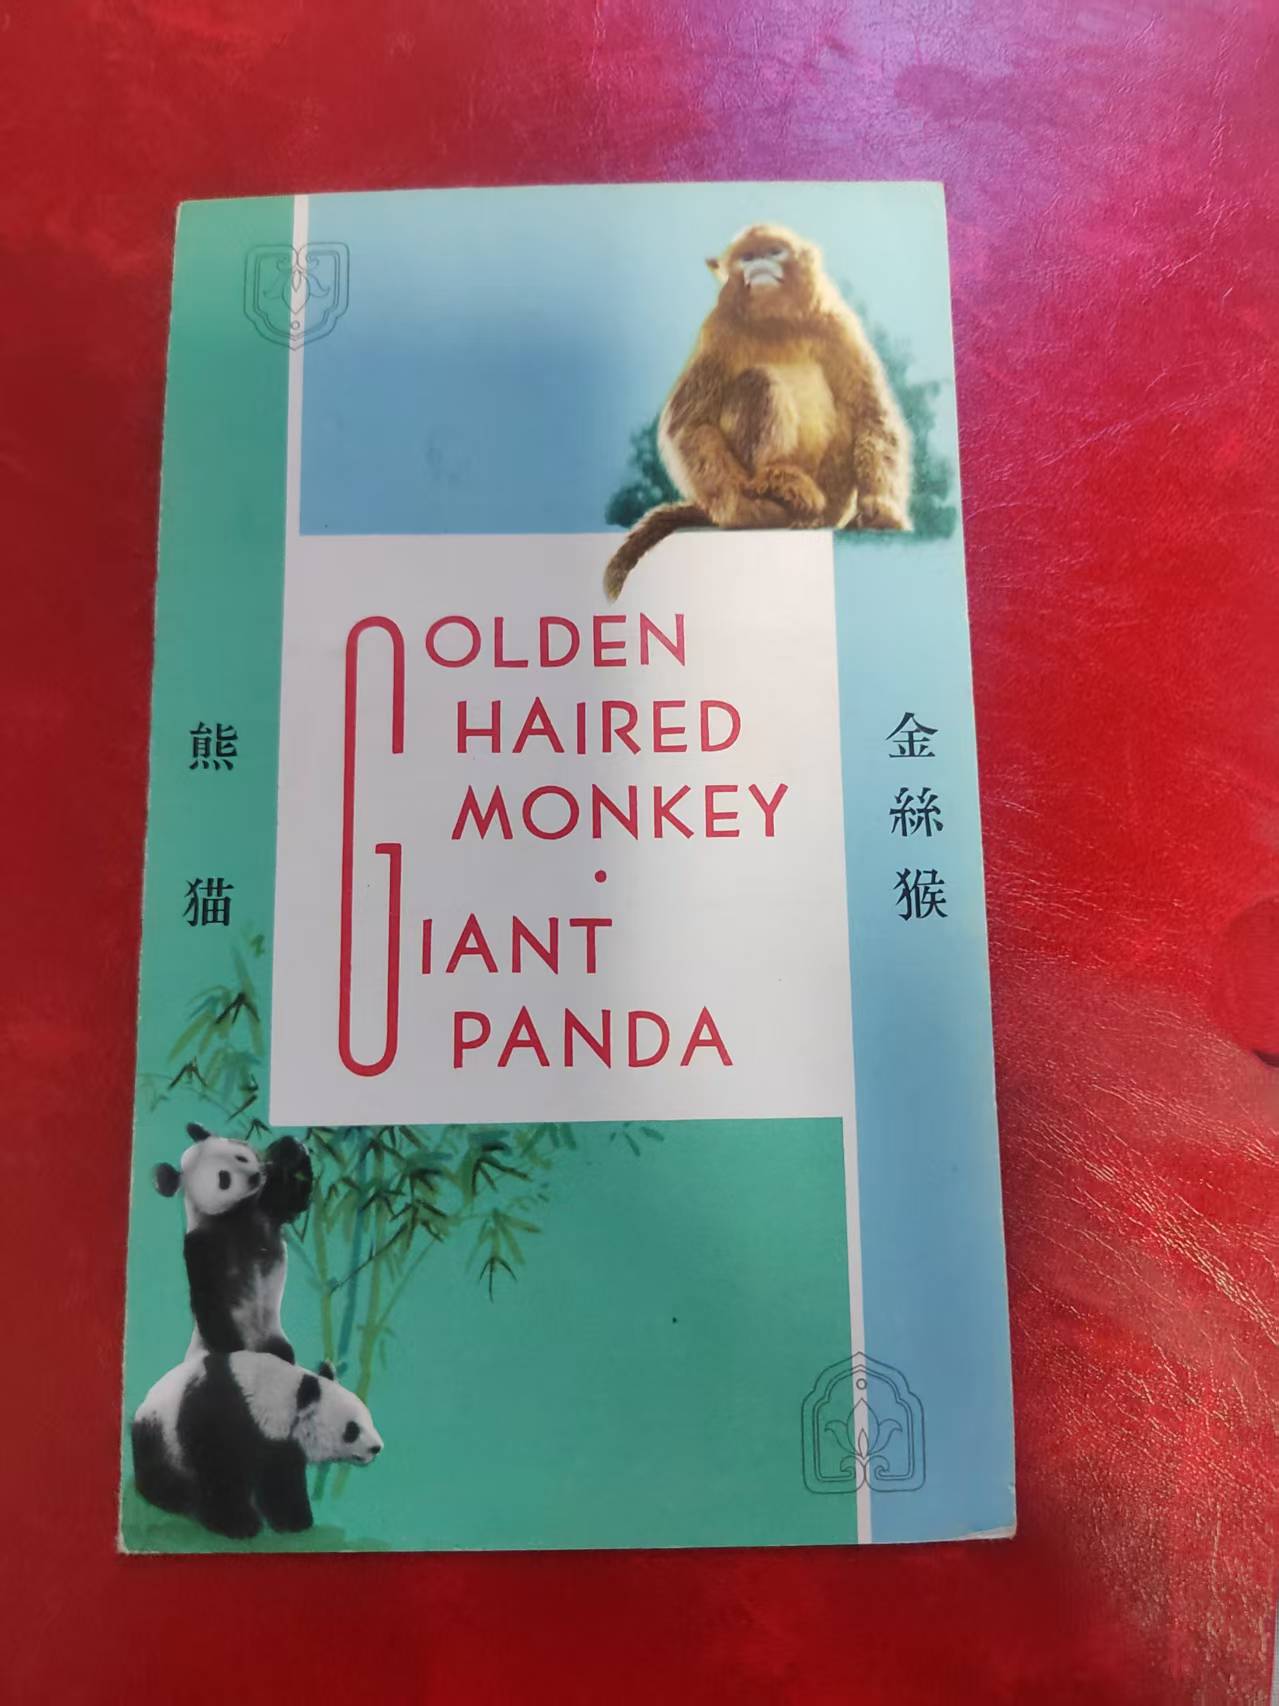 GOLDEN
HAIRED
MONKEY
·
GIANT
PANDA
熊猫
金絲猴